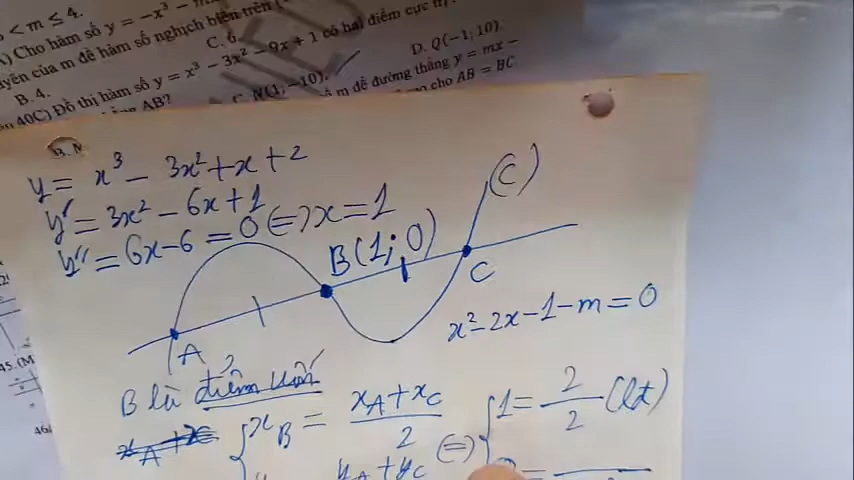 < m ≤ 4.
Cho hàm số y = −x³ −
của m để hàm số nghịch biến trên
B. 4.
C. 6
40C) Đồ thị hàm số y = x³ − 3x² − 9x + 1 có hai điểm cực
AB?
C. N(1; −10).
D. Q(−1; 10)
m để đường thẳng y = mx −
cho AB = BC
y = x³ − 3x² + x + 2
y' = 3x² − 6x + 1
y'' = 6x − 6 = 0 ⇔ x = 1
(C)
B(1; 0)
C
A
x² − 2x − 1 − m = 0
B là điểm uốn
x_B = (x_A + x_C)/2 ⇔ 1 = 2/2 (lđ)
y_A + y_C
45. (M
46